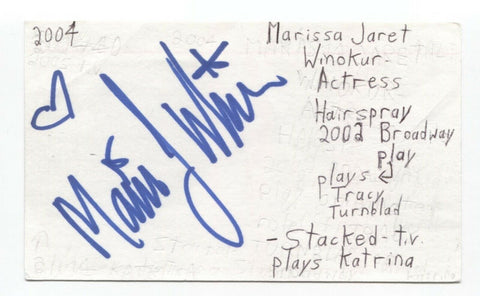 2004
Marissa Jaret
Winokur-
Actress
Hairspray
2002 Broadway
play
plays
Tracy
Turnblad
-Stacked-t.v.
plays Katrina